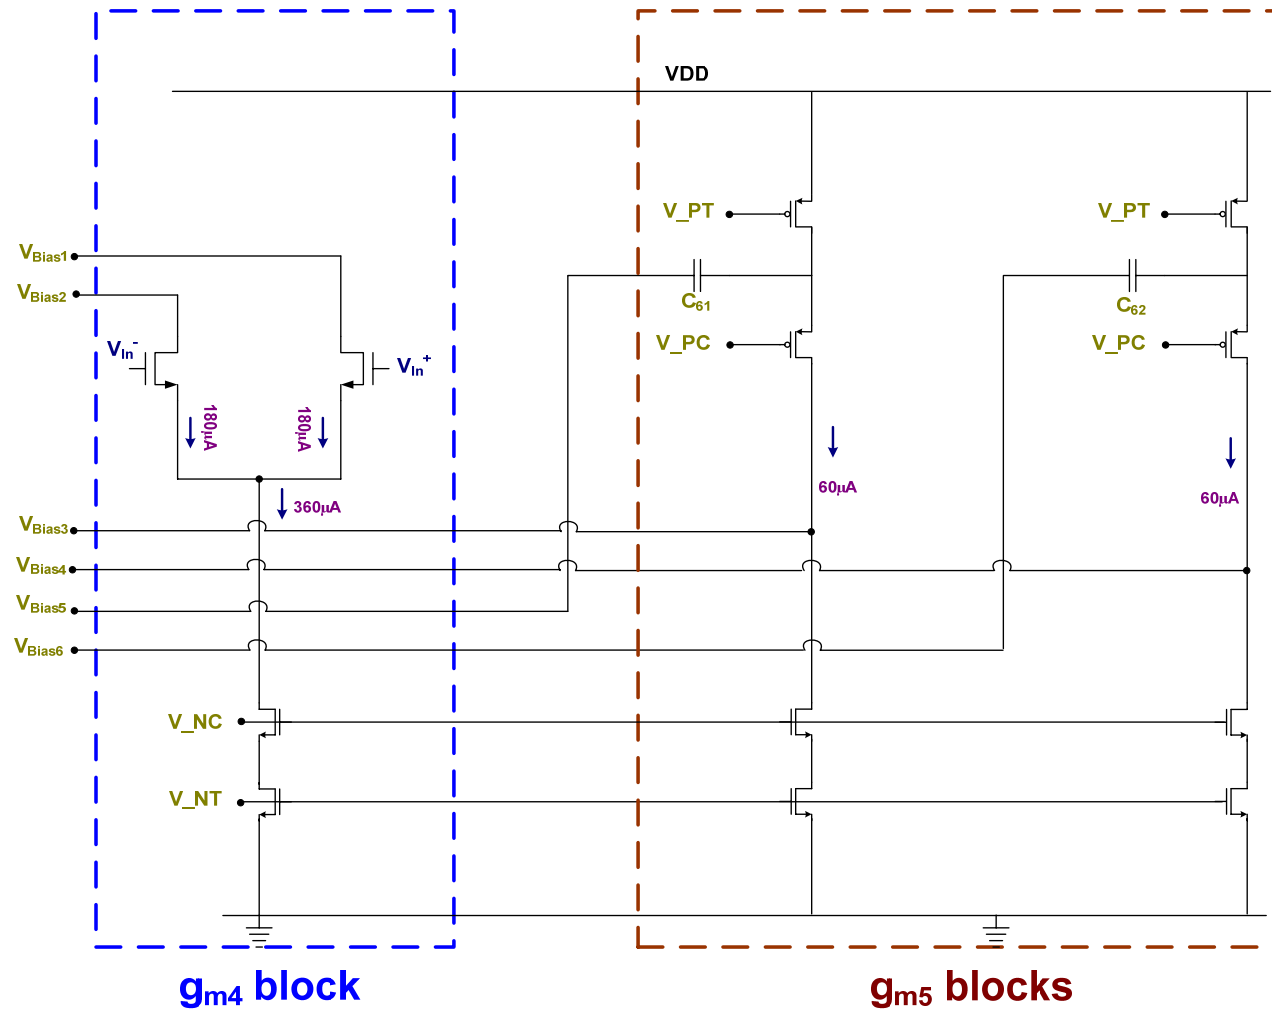 VDD
V_PT
V_PT
VBias1
VBias2
C61
C62
VIn-
VIn+
V_PC
V_PC
180μA
180μA
60μA
60μA
360μA
VBias3
VBias4
VBias5
VBias6
V_NC
V_NT
gm4 block
gm5 blocks